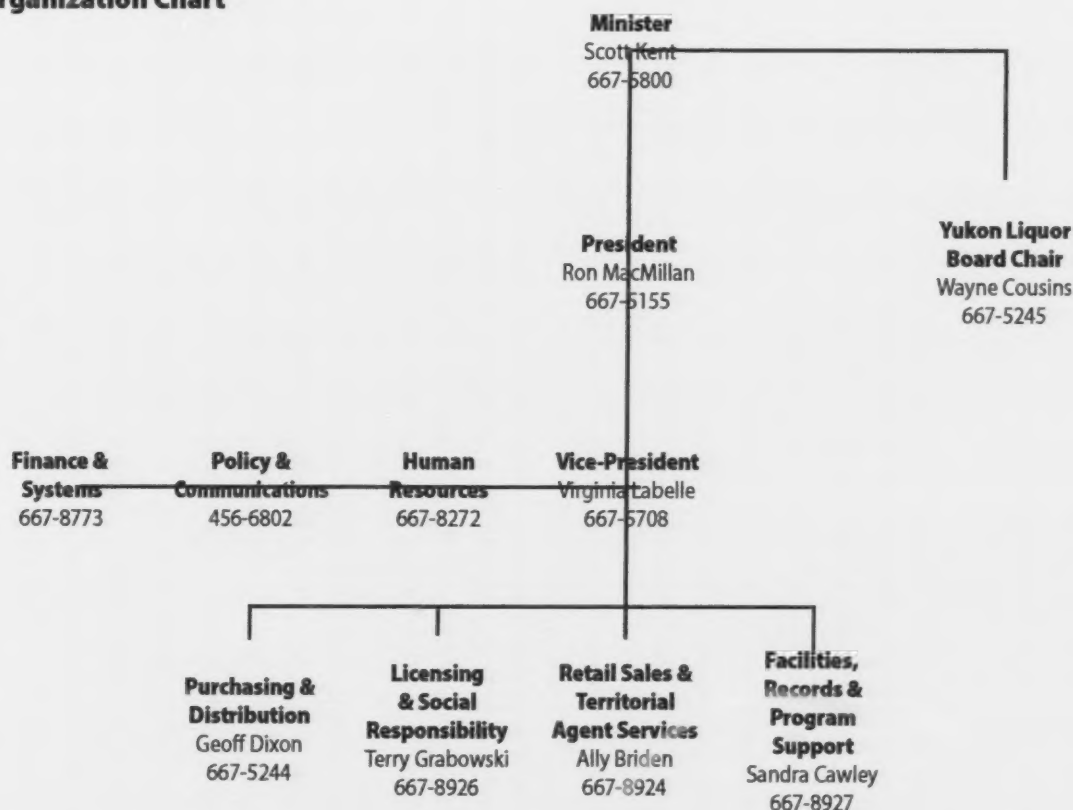 rganization Chart
Minister
Scott Kent
667-5800
President
Ron MacMillan
667-5155
Yukon Liquor
Board Chair
Wayne Cousins
667-5245
Finance &
Systems
667-8773
Policy &
Communications
456-6802
Human
Resources
667-8272
Vice-President
Virginia Labelle
667-5708
Purchasing &
Distribution
Geoff Dixon
667-5244
Licensing
& Social
Responsibility
Terry Grabowski
667-8926
Retail Sales &
Territorial
Agent Services
Ally Briden
667-8924
Facilities,
Records &
Program
Support
Sandra Cawley
667-8927